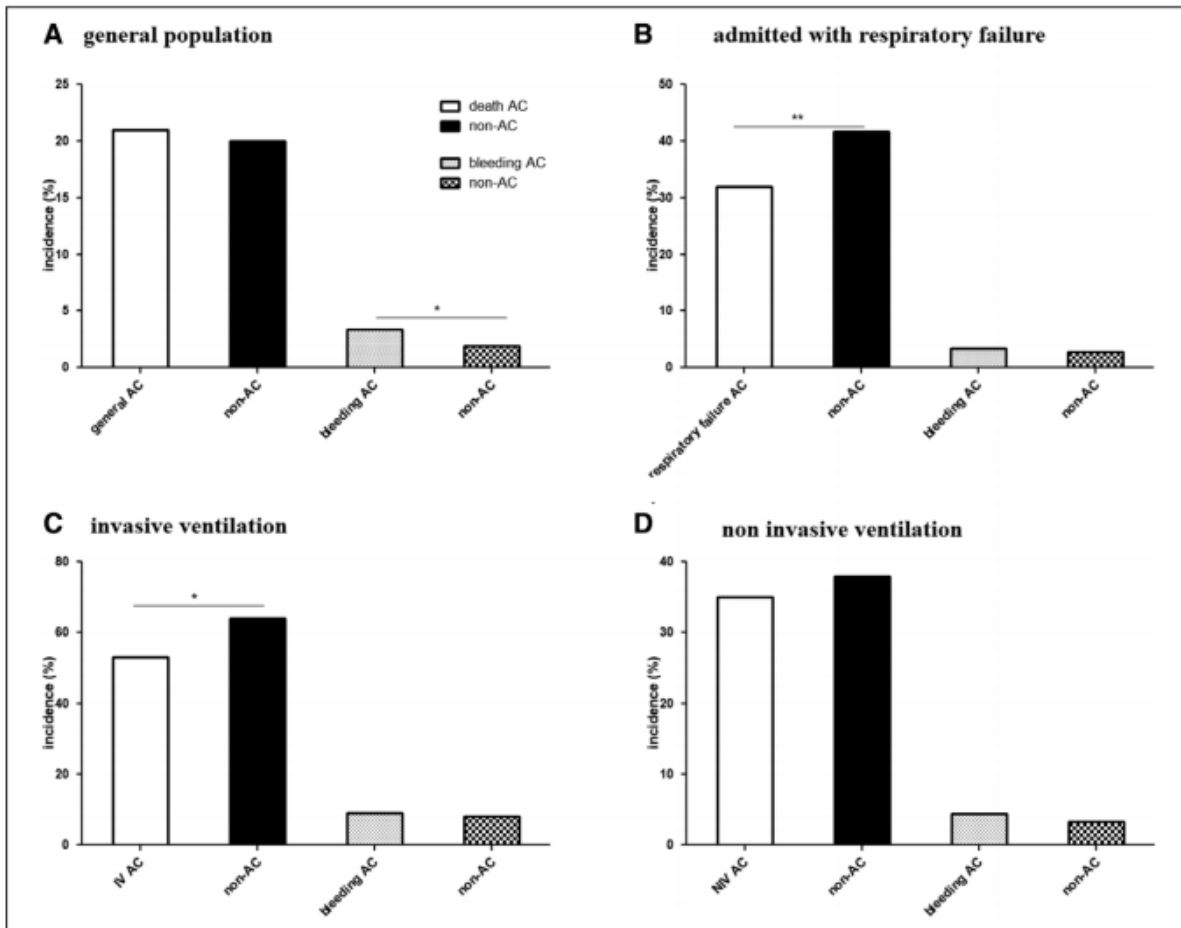 A general population
25
20
15
10
5
0
incidence (%)
death AC
non-AC
bleeding AC
non-AC
*
general AC
non-AC
bleeding AC
non-AC
B admitted with respiratory failure
50
40
30
20
10
0
incidence (%)
**
respiratory failure AC
non-AC
bleeding AC
non-AC
C invasive ventilation
80
60
40
20
0
incidence (%)
*
IV AC
non-AC
bleeding AC
non-AC
D non invasive ventilation
40
30
20
10
0
incidence (%)
NIV AC
non-AC
bleeding AC
non-AC